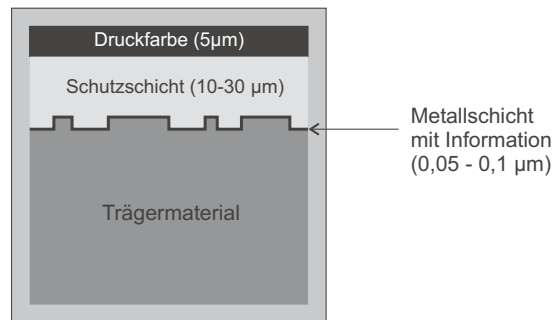 Druckfarbe (5µm)
Schutzschicht (10-30 µm)
Metallschicht
mit Information
(0,05 - 0,1 µm)
Trägermaterial